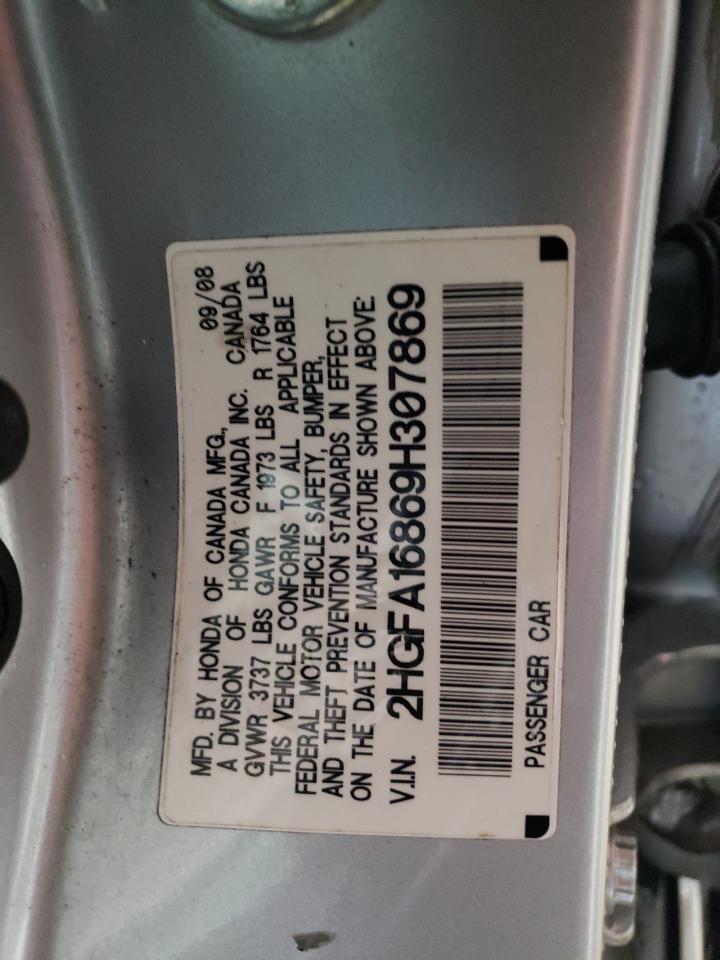 MFD. BY HONDA OF CANADA MFG., 09/08
A DIVISION OF HONDA CANADA INC. CANADA
GVWR 3737 LBS GAWR F 1973 LBS R 1764 LBS
THIS VEHICLE CONFORMS TO ALL APPLICABLE
FEDERAL MOTOR VEHICLE SAFETY, BUMPER,
AND THEFT PREVENTION STANDARDS IN EFFECT
ON THE DATE OF MANUFACTURE SHOWN ABOVE:
V.I.N. 2HGFA16869H307869
PASSENGER CAR